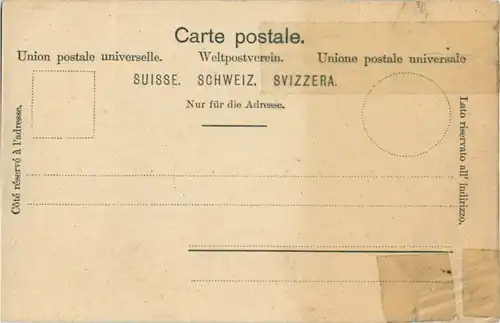 Carte postale.
Union postale universelle. Weltpostverein. Unione postale universale
SUISSE. SCHWEIZ. SVIZZERA.
Nur für die Adresse.
Côté réservé à l'adresse.
Lato riservato all' indirizzo.